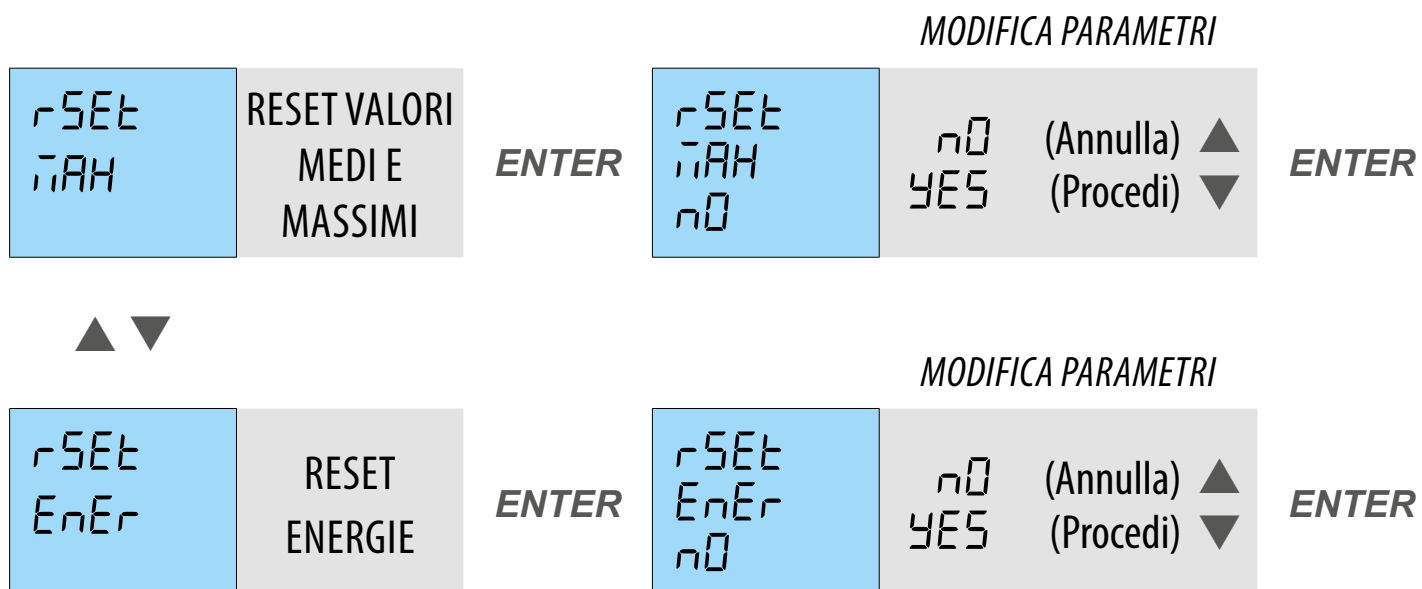 MODIFICA PARAMETRI
rSEt
MAH
RESET VALORI
MEDI E
MASSIMI
ENTER
rSEt
MAH
nO
nO (Annulla) ▲
YES (Procedi) ▼
ENTER
▲ ▼
MODIFICA PARAMETRI
rSEt
EnEr
RESET
ENERGIE
ENTER
rSEt
EnEr
nO
nO (Annulla) ▲
YES (Procedi) ▼
ENTER